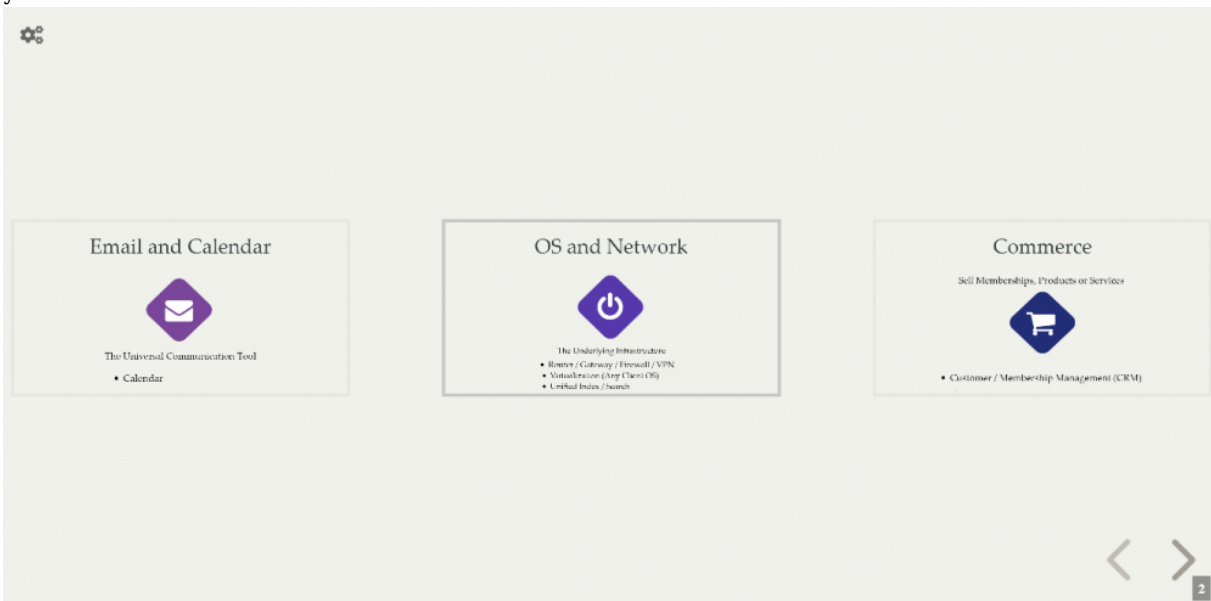 Email and Calendar
The Universal Communication Tool
• Calendar
OS and Network
The Underlying Infrastructure
• Router / Gateway / Firewall / VPN
• Virtualization (Any Client OS)
• Unified Index / Search
Commerce
Sell Memberships, Products or Services
• Customer / Membership Management (CRM)
2